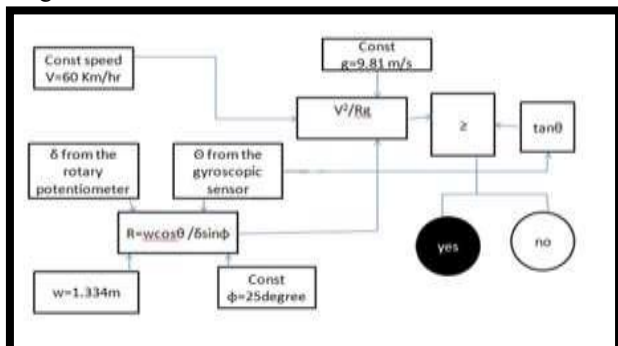 Const
g=9.81 m/s
Const speed
V=60 Km/hr
V²/Rg
≥
tanθ
δ from the
rotary
potentiometer
Θ from the
gyroscopic
sensor
R=wcosθ /δsinϕ
yes
no
w=1.334m
Const
ϕ=25degree